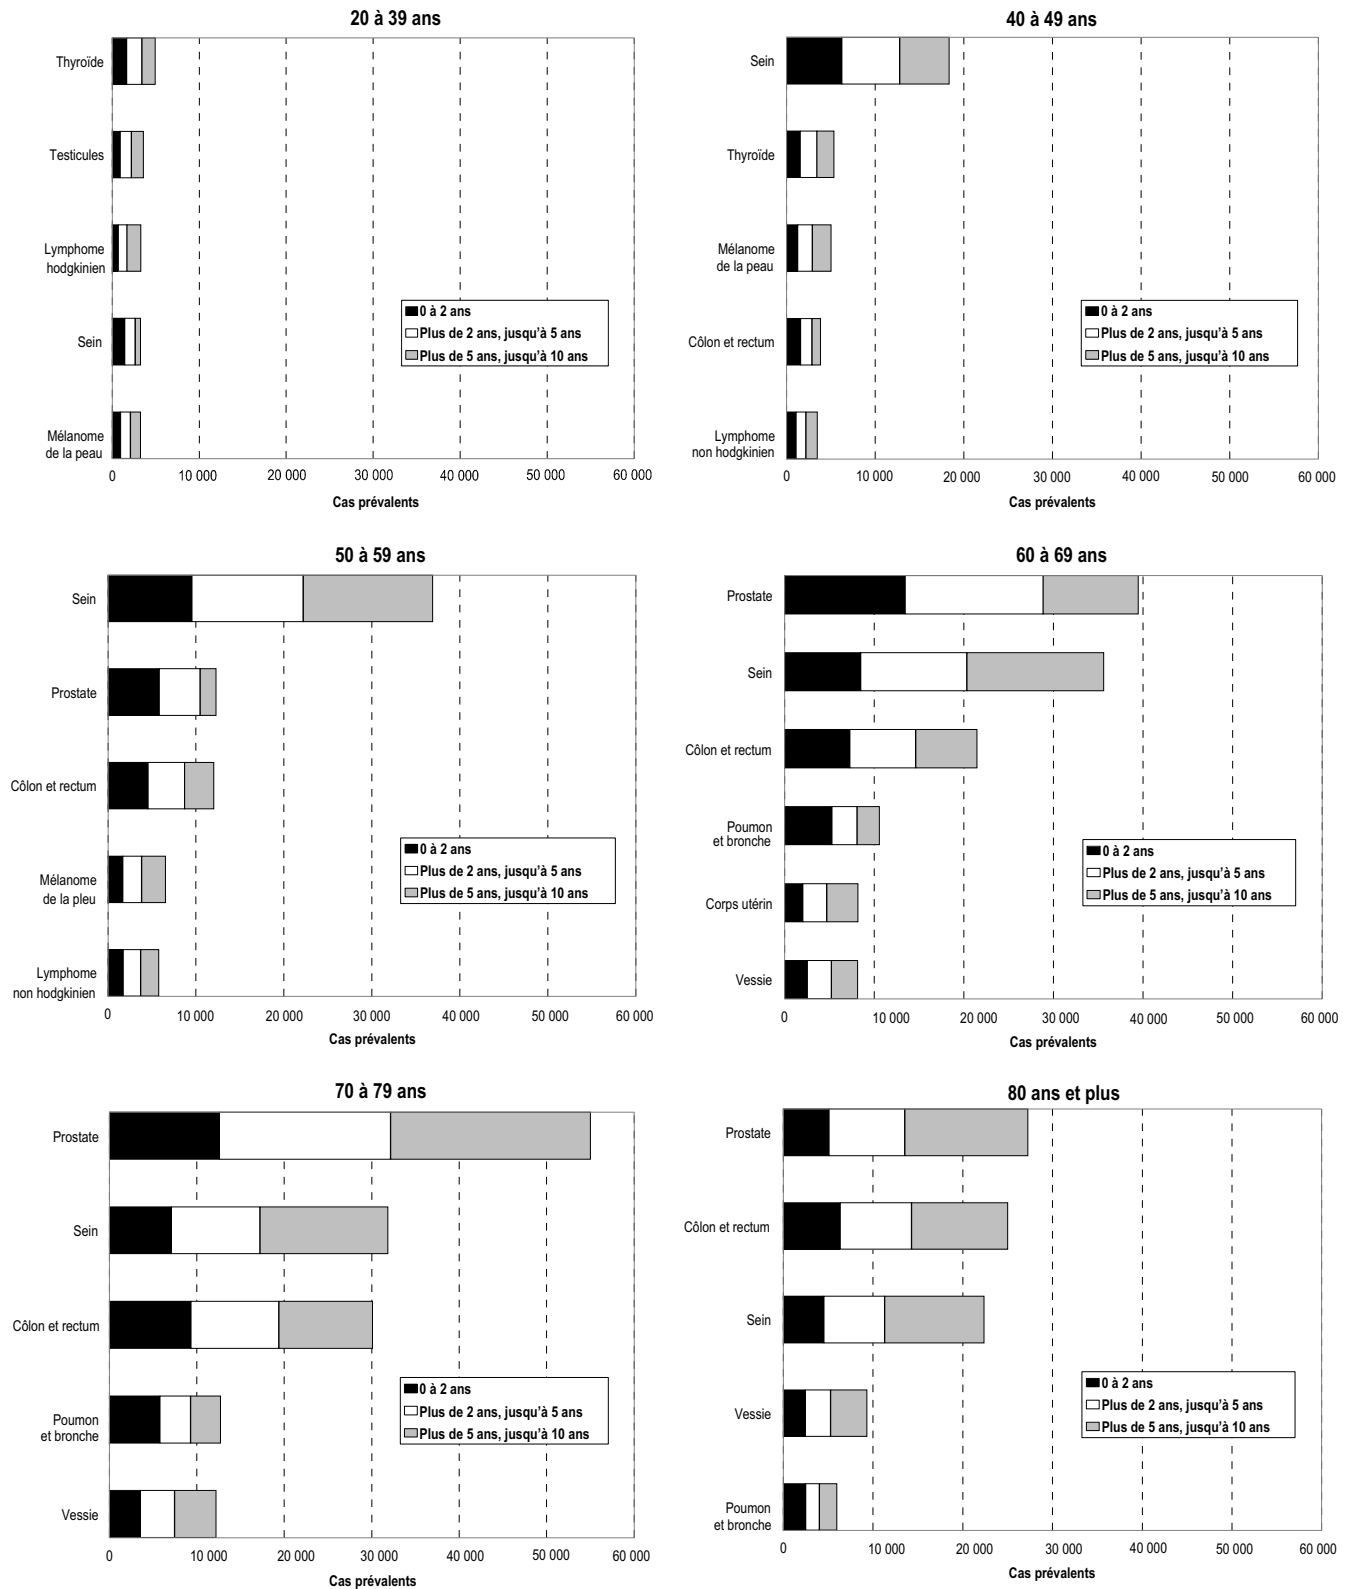 20 à 39 ans
Thyroïde
Testicules
Lymphome
hodgkinien
Sein
Mélanome
de la peau
0 à 2 ans
Plus de 2 ans, jusqu'à 5 ans
Plus de 5 ans, jusqu'à 10 ans
0 10 000 20 000 30 000 40 000 50 000 60 000
Cas prévalents
40 à 49 ans
Sein
Thyroïde
Mélanome
de la peau
Côlon et rectum
Lymphome
non hodgkinien
0 à 2 ans
Plus de 2 ans, jusqu'à 5 ans
Plus de 5 ans, jusqu'à 10 ans
0 10 000 20 000 30 000 40 000 50 000 60 000
Cas prévalents
50 à 59 ans
Sein
Prostate
Côlon et rectum
Mélanome
de la pleu
Lymphome
non hodgkinien
0 à 2 ans
Plus de 2 ans, jusqu'à 5 ans
Plus de 5 ans, jusqu'à 10 ans
0 10 000 20 000 30 000 40 000 50 000 60 000
Cas prévalents
60 à 69 ans
Prostate
Sein
Côlon et rectum
Poumon
et bronche
Corps utérin
Vessie
0 à 2 ans
Plus de 2 ans, jusqu'à 5 ans
Plus de 5 ans, jusqu'à 10 ans
0 10 000 20 000 30 000 40 000 50 000 60 000
Cas prévalents
70 à 79 ans
Prostate
Sein
Côlon et rectum
Poumon
et bronche
Vessie
0 à 2 ans
Plus de 2 ans, jusqu'à 5 ans
Plus de 5 ans, jusqu'à 10 ans
0 10 000 20 000 30 000 40 000 50 000 60 000
Cas prévalents
80 ans et plus
Prostate
Côlon et rectum
Sein
Vessie
Poumon
et bronche
0 à 2 ans
Plus de 2 ans, jusqu'à 5 ans
Plus de 5 ans, jusqu'à 10 ans
0 10 000 20 000 30 000 40 000 50 000 60 000
Cas prévalents